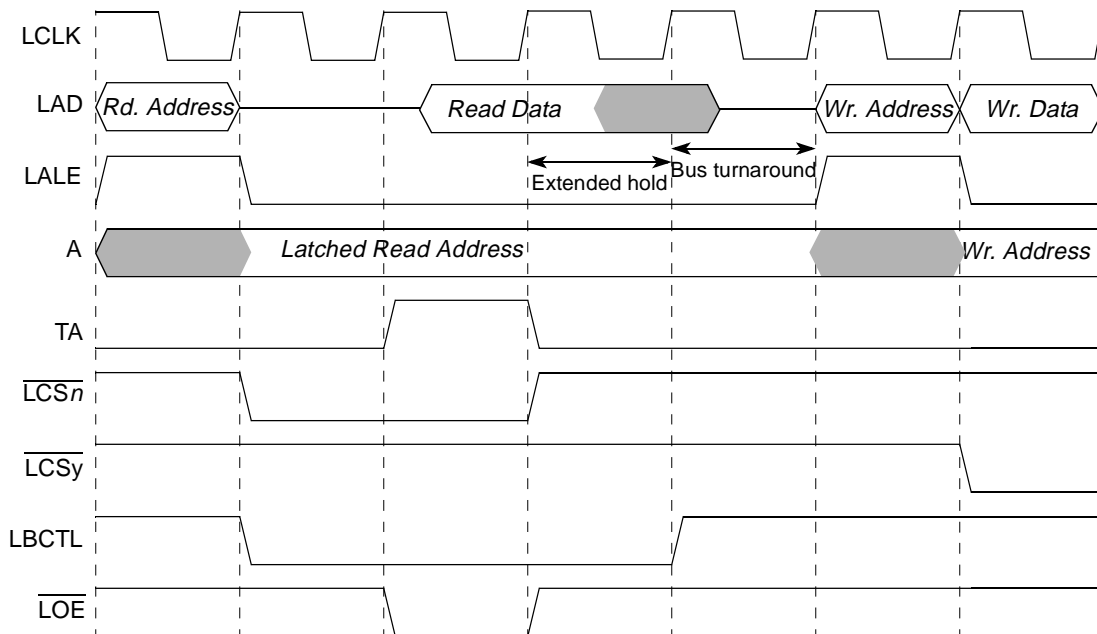 LCLK
LAD
Rd. Address
Read Data
Wr. Address
Wr. Data
LALE
Extended hold
Bus turnaround
A
Latched Read Address
Wr. Address
TA
LCSn
LCSy
LBCTL
LOE